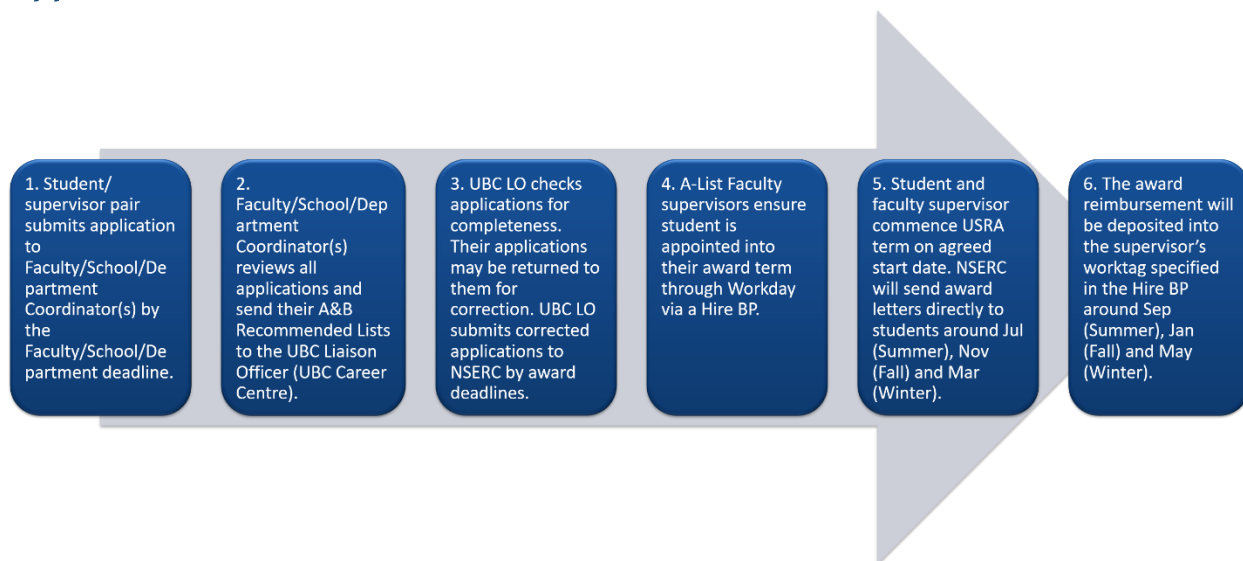 1. Student/
supervisor pair
submits application
to
Faculty/School/De
partment
Coordinator(s) by
the
Faculty/School/De
partment deadline.
2.
Faculty/School/Dep
artment
Coordinator(s)
reviews all
applications and
send their A&B
Recommended Lists
to the UBC Liaison
Officer (UBC Career
Centre).
3. UBC LO checks
applications for
completeness.
Their applications
may be returned to
them for
correction. UBC LO
submits corrected
applications to
NSERC by award
deadlines.
4. A-List Faculty
supervisors ensure
student is
appointed into
their award term
through Workday
via a Hire BP.
5. Student and
faculty supervisor
commence USRA
term on agreed
start date. NSERC
will send award
letters directly to
students around Jul
(Summer), Nov
(Fall) and Mar
(Winter).
6. The award
reimbursement will
be deposited into
the supervisor’s
worktag specified
in the Hire BP
around Sep
(Summer), Jan
(Fall) and May
(Winter).